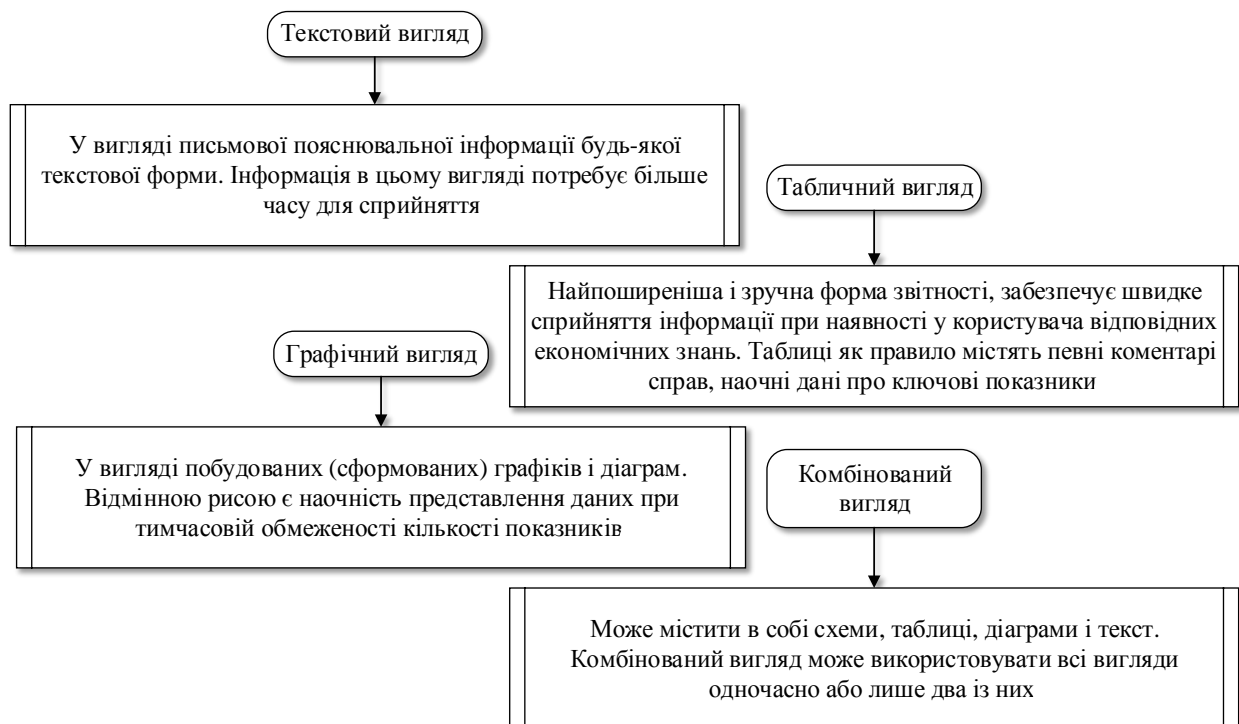 Текстовий вигляд
У вигляді письмової пояснювальної інформації будь-якої
текстової форми. Інформація в цьому вигляді потребує більше
часу для сприйняття
Табличний вигляд
Найпоширеніша і зручна форма звітності, забезпечує швидке
сприйняття інформації при наявності у користувача відповідних
економічних знань. Таблиці як правило містять певні коментарі
справ, наочні дані про ключові показники
Графічний вигляд
У вигляді побудованих (сформованих) графіків і діаграм.
Відмінною рисою є наочність представлення даних при
тимчасовій обмеженості кількості показників
Комбінований
вигляд
Може містити в собі схеми, таблиці, діаграми і текст.
Комбінований вигляд може використовувати всі вигляди
одночасно або лише два із них